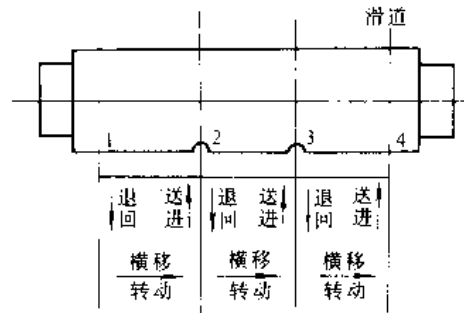 滑道
1 2 3 4
退 送 退 送 退 送
回 进 回 进 回 进
横移 横移 横移
转动 转动 转动